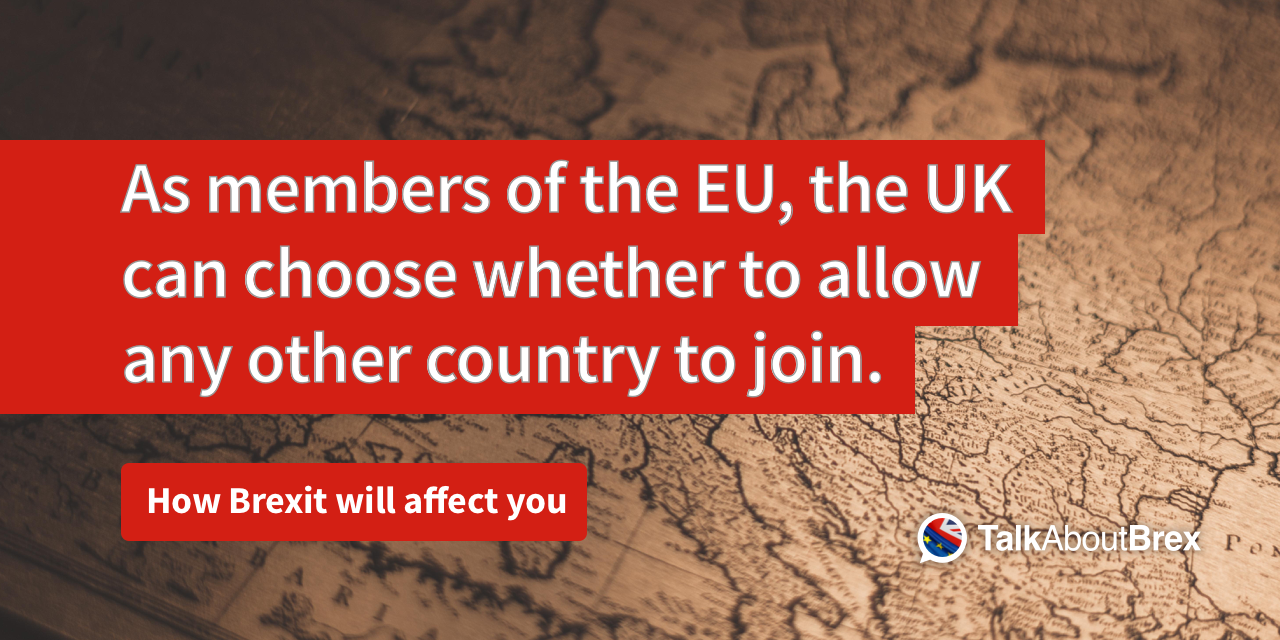 As members of the EU, the UK
can choose whether to allow
any other country to join.
How Brexit will affect you
TalkAboutBrex